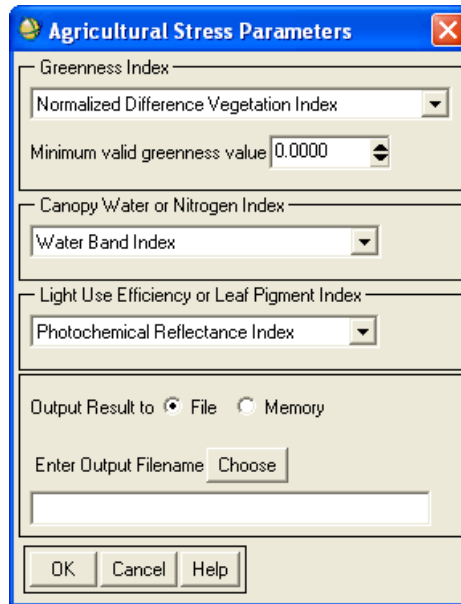 Agricultural Stress Parameters
Greenness Index
Normalized Difference Vegetation Index
Minimum valid greenness value 0.0000
Canopy Water or Nitrogen Index
Water Band Index
Light Use Efficiency or Leaf Pigment Index
Photochemical Reflectance Index
Output Result to File Memory
Enter Output Filename Choose
OK Cancel Help